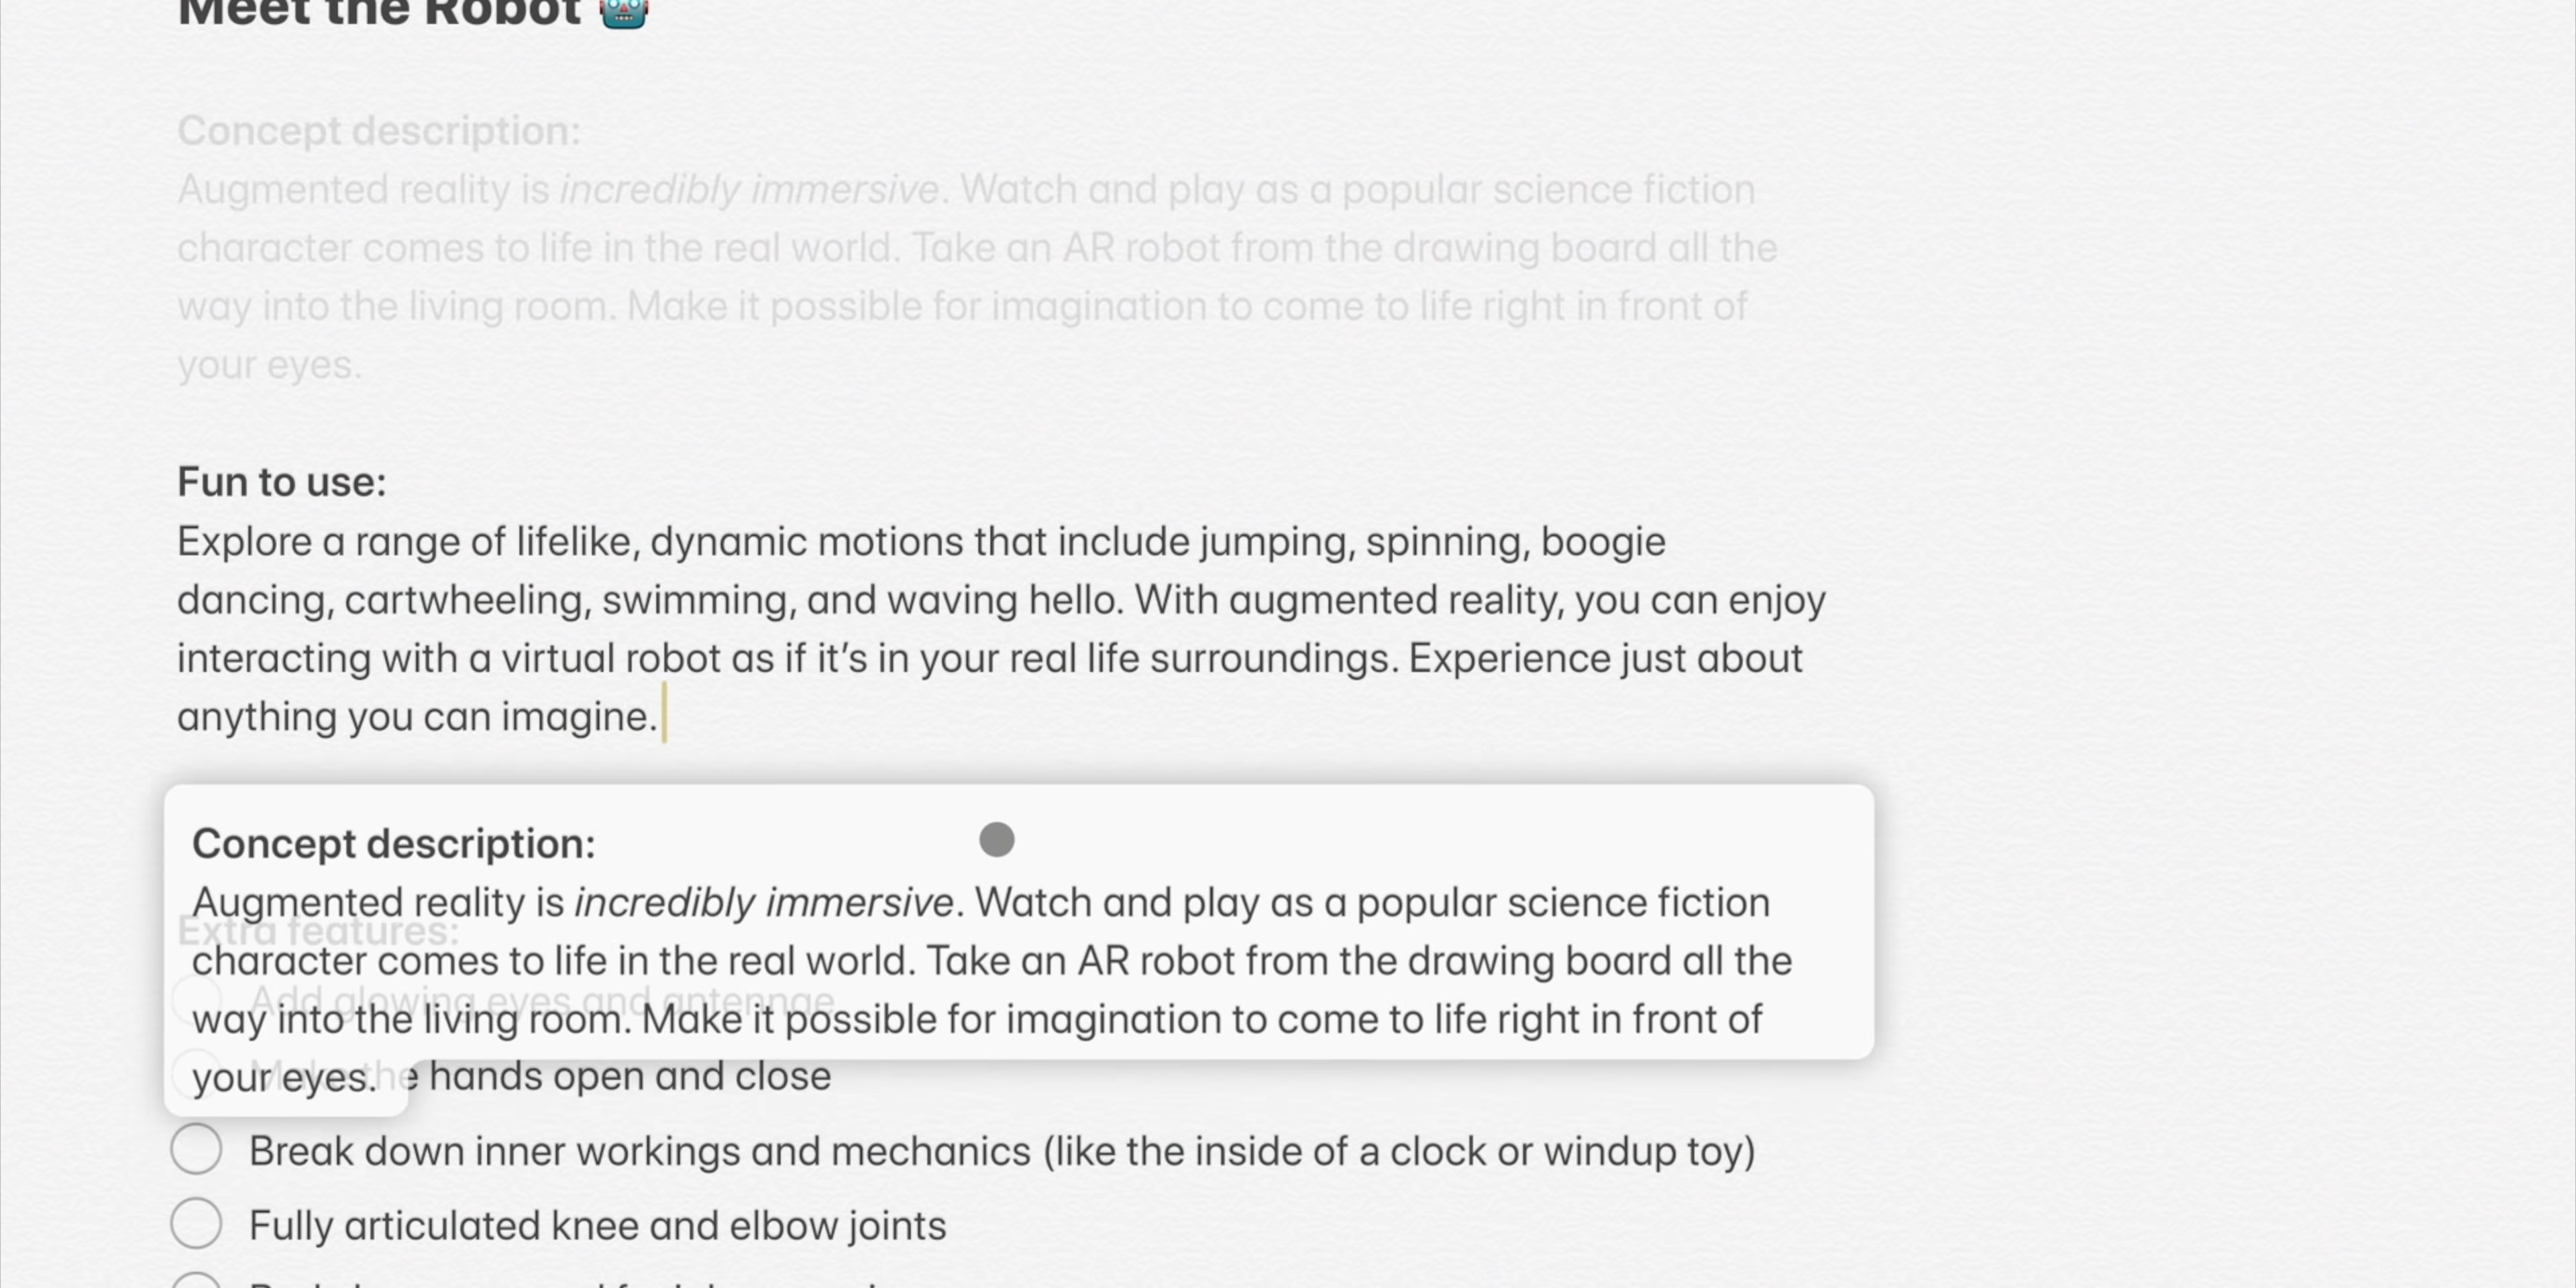 Meet the Robot 🤖
Concept description:
Augmented reality is incredibly immersive. Watch and play as a popular science fiction
character comes to life in the real world. Take an AR robot from the drawing board all the
way into the living room. Make it possible for imagination to come to life right in front of
your eyes.
Fun to use:
Explore a range of lifelike, dynamic motions that include jumping, spinning, boogie
dancing, cartwheeling, swimming, and waving hello. With augmented reality, you can enjoy
interacting with a virtual robot as if it’s in your real life surroundings. Experience just about
anything you can imagine.
Concept description:
Augmented reality is incredibly immersive. Watch and play as a popular science fiction
Extra features:
character comes to life in the real world. Take an AR robot from the drawing board all the
Add glowing eyes and antennae
way into the living room. Make it possible for imagination to come to life right in front of
your eyes.
Make the hands open and close
Break down inner workings and mechanics (like the inside of a clock or windup toy)
Fully articulated knee and elbow joints